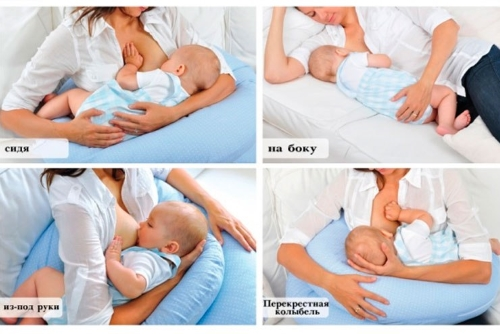 сидя
на боку
из-под руки
Перекрестная
колыбель